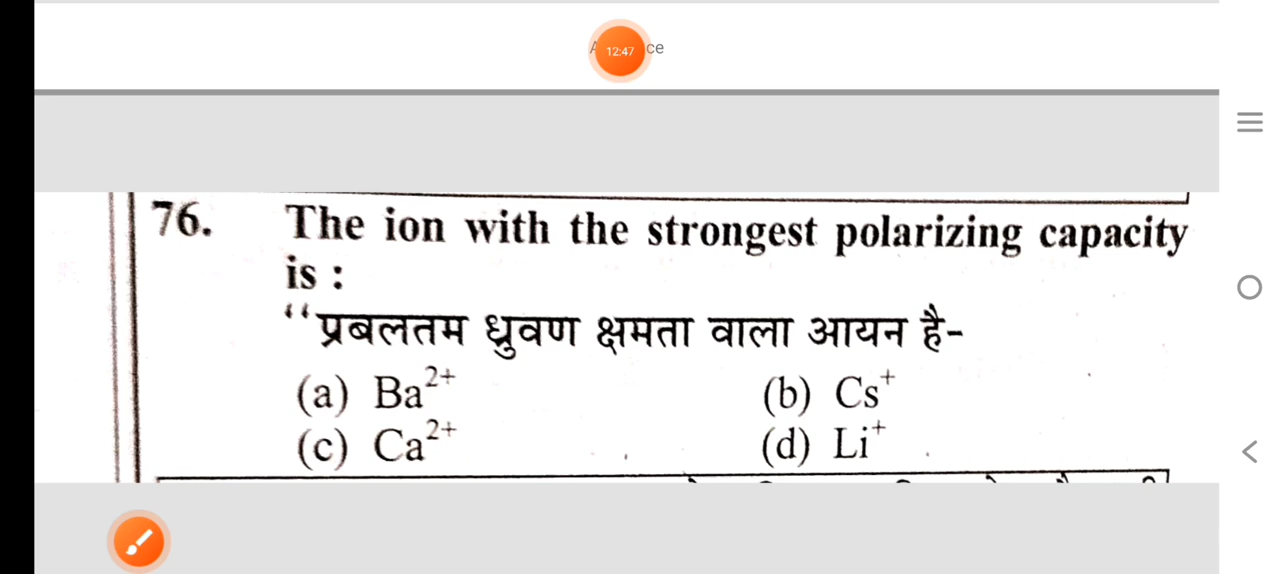 12:47
ce
76. The ion with the strongest polarizing capacity
is :
“प्रबलतम ध्रुवण क्षमता वाला आयन है-
(a) Ba²⁺ (b) Cs⁺
(c) Ca²⁺ (d) Li⁺